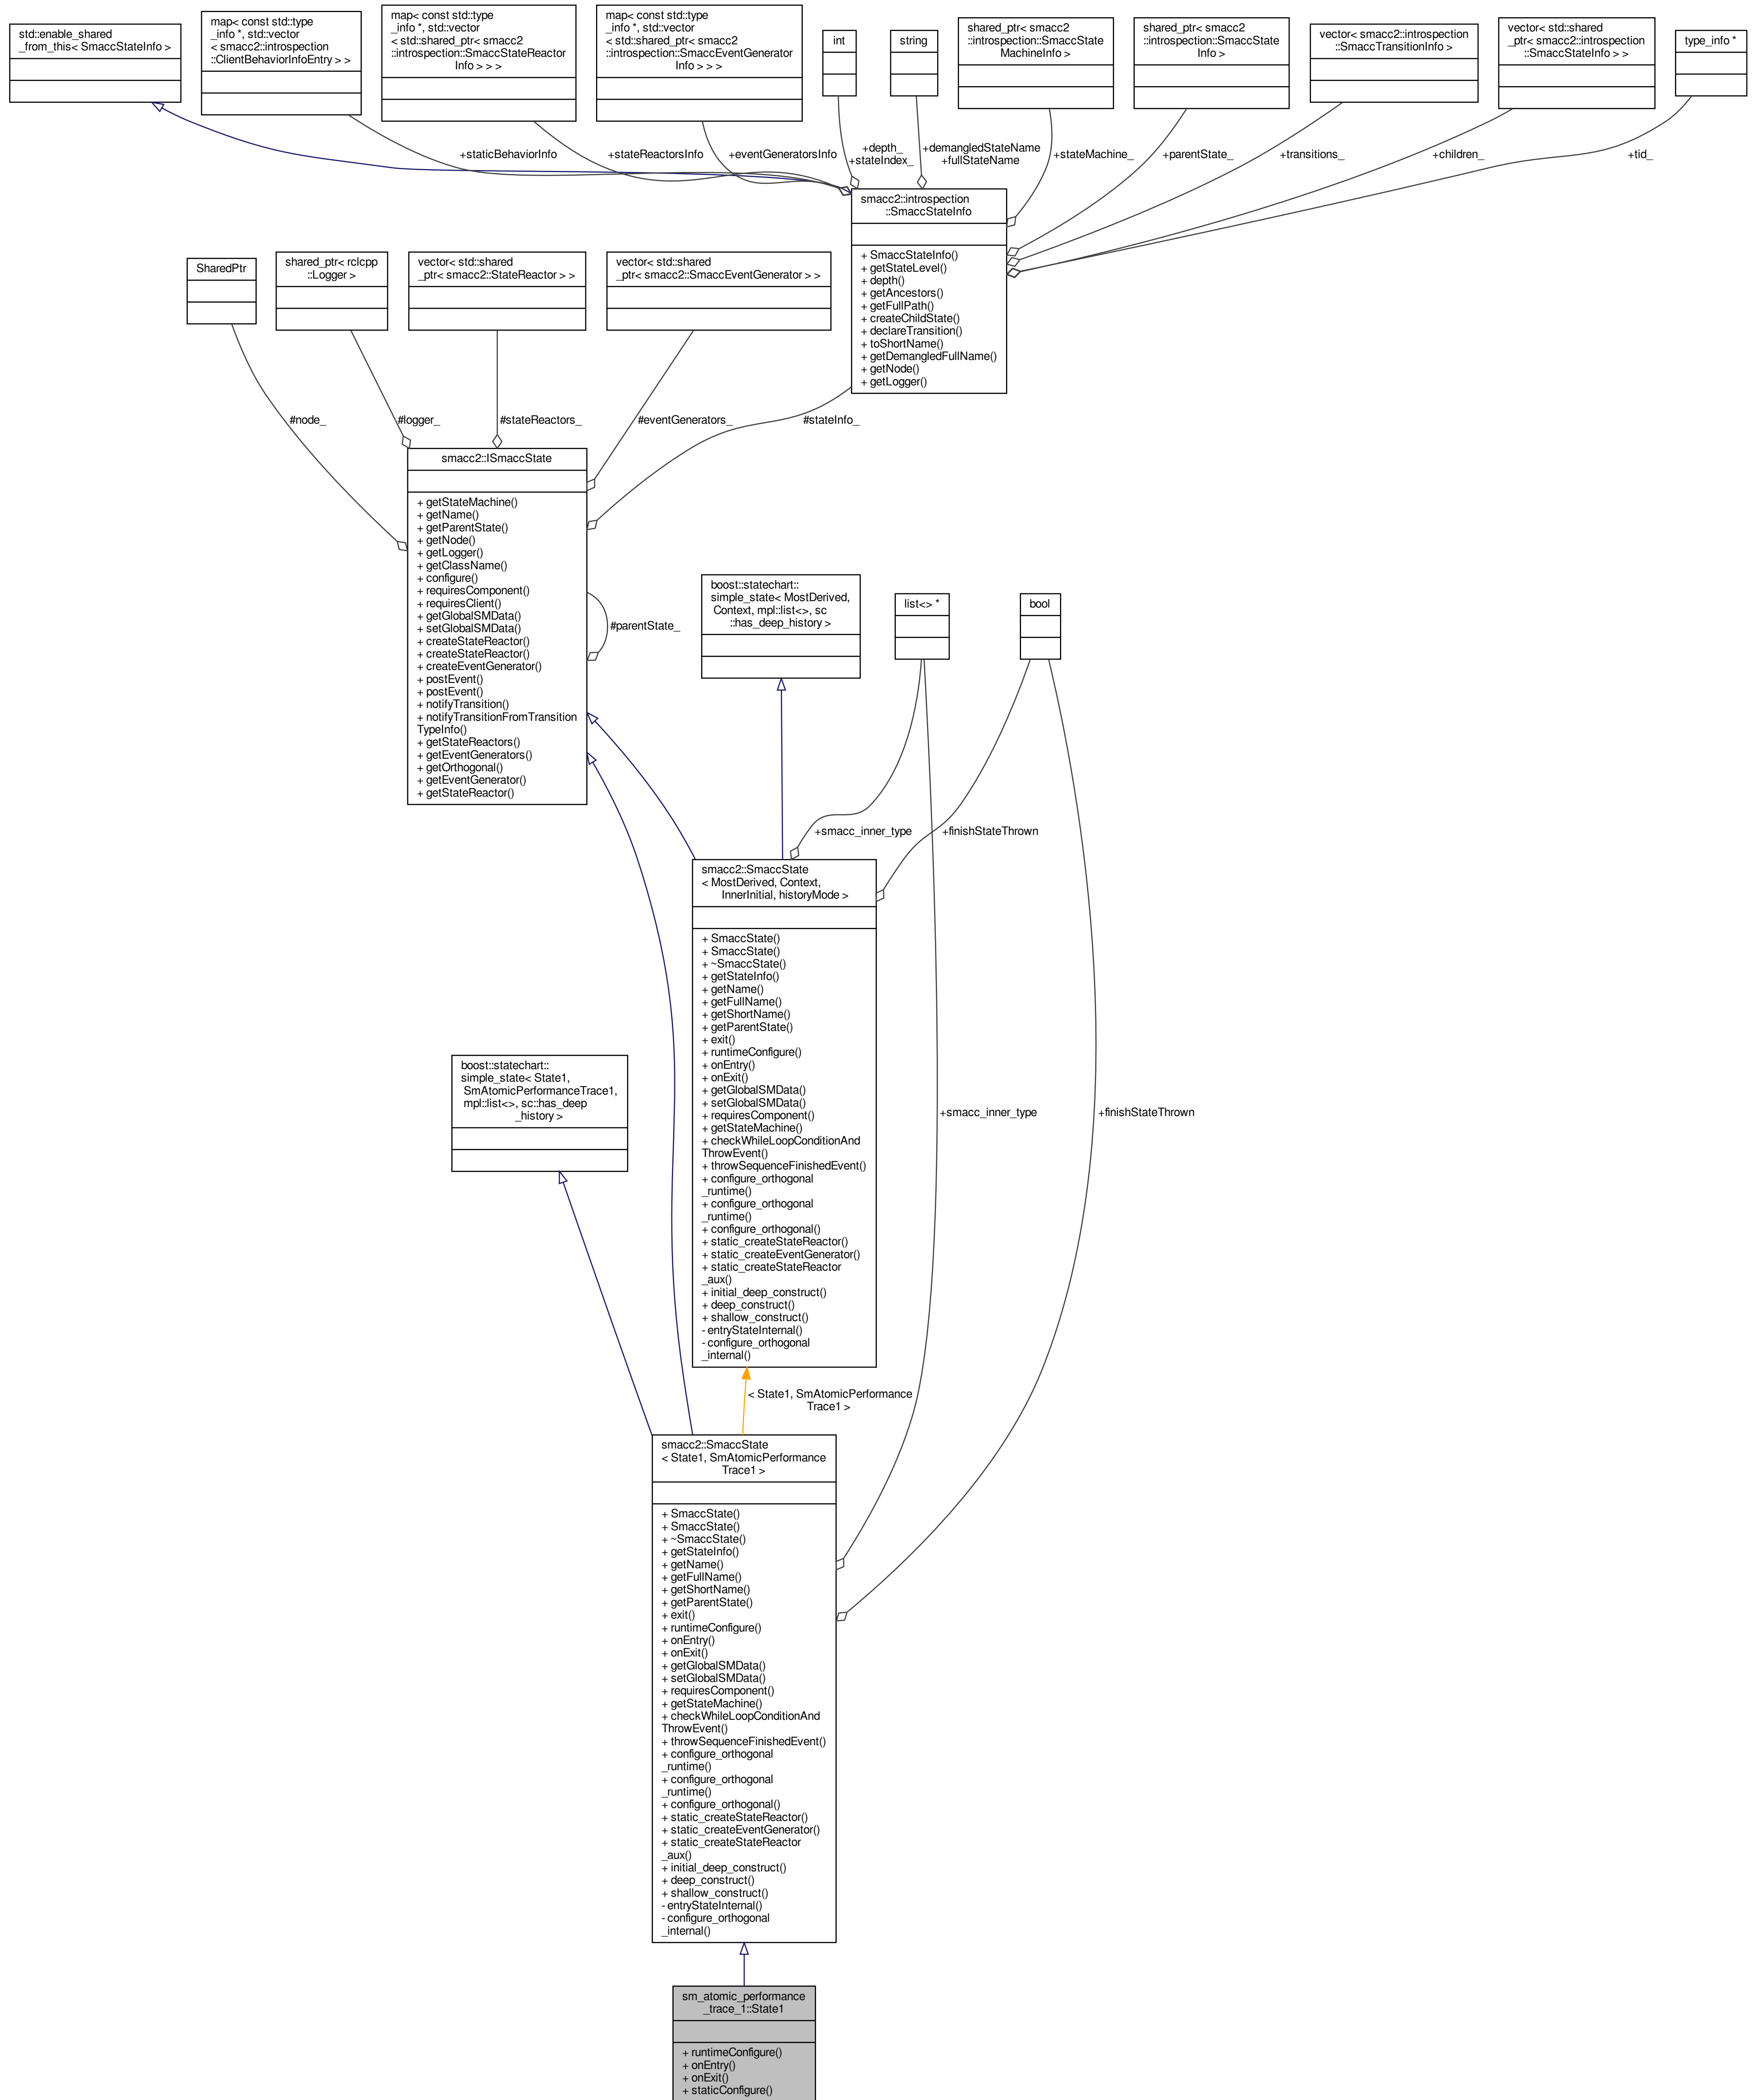 std::enable_shared
_from_this< SmaccStateInfo >
map< const std::type
_info *, std::vector
< smacc2::introspection
::ClientBehaviorInfoEntry > >
map< const std::type
_info *, std::vector
< std::shared_ptr< smacc2
::introspection::SmaccStateReactor
Info > > >
map< const std::type
_info *, std::vector
< std::shared_ptr< smacc2
::introspection::SmaccEventGenerator
Info > > >
int
string
shared_ptr< smacc2
::introspection::SmaccState
MachineInfo >
shared_ptr< smacc2
::introspection::SmaccState
Info >
vector< smacc2::introspection
::SmaccTransitionInfo >
vector< std::shared
_ptr< smacc2::introspection
::SmaccStateInfo > >
type_info *
+staticBehaviorInfo
+stateReactorsInfo
+eventGeneratorsInfo
+depth_
+stateIndex_
+demangledStateName
+fullStateName
+stateMachine_
+parentState_
+transitions_
+children_
+tid_
smacc2::introspection
::SmaccStateInfo
+ SmaccStateInfo()
+ getStateLevel()
+ depth()
+ getAncestors()
+ getFullPath()
+ createChildState()
+ declareTransition()
+ toShortName()
+ getDemangledFullName()
+ getNode()
+ getLogger()
SharedPtr
shared_ptr< rclcpp
::Logger >
vector< std::shared
_ptr< smacc2::StateReactor > >
vector< std::shared
_ptr< smacc2::SmaccEventGenerator > >
#node_
#logger_
#stateReactors_
#eventGenerators_
#stateInfo_
smacc2::ISmaccState
+ getStateMachine()
+ getName()
+ getParentState()
+ getNode()
+ getLogger()
+ getClassName()
+ configure()
+ requiresComponent()
+ requiresClient()
+ getGlobalSMData()
+ setGlobalSMData()
+ createStateReactor()
+ createStateReactor()
+ createEventGenerator()
+ postEvent()
+ postEvent()
+ notifyTransition()
+ notifyTransitionFromTransition
TypeInfo()
+ getStateReactors()
+ getEventGenerators()
+ getOrthogonal()
+ getEventGenerator()
+ getStateReactor()
#parentState_
boost::statechart::
simple_state< MostDerived,
Context, mpl::list<>, sc
::has_deep_history >
list<> *
bool
+smacc_inner_type
+finishStateThrown
smacc2::SmaccState
< MostDerived, Context,
InnerInitial, historyMode >
+ SmaccState()
+ SmaccState()
+ ~SmaccState()
+ getStateInfo()
+ getName()
+ getFullName()
+ getShortName()
+ getParentState()
+ exit()
+ runtimeConfigure()
+ onEntry()
+ onExit()
+ getGlobalSMData()
+ setGlobalSMData()
+ requiresComponent()
+ getStateMachine()
+ checkWhileLoopConditionAnd
ThrowEvent()
+ throwSequenceFinishedEvent()
+ configure_orthogonal
_runtime()
+ configure_orthogonal
_runtime()
+ configure_orthogonal()
+ static_createStateReactor()
+ static_createEventGenerator()
+ static_createStateReactor
_aux()
+ initial_deep_construct()
+ deep_construct()
+ shallow_construct()
- entryStateInternal()
- configure_orthogonal
_internal()
boost::statechart::
simple_state< State1,
SmAtomicPerformanceTrace1,
mpl::list<>, sc::has_deep
_history >
+smacc_inner_type
+finishStateThrown
< State1, SmAtomicPerformance
Trace1 >
smacc2::SmaccState
< State1, SmAtomicPerformance
Trace1 >
+ SmaccState()
+ SmaccState()
+ ~SmaccState()
+ getStateInfo()
+ getName()
+ getFullName()
+ getShortName()
+ getParentState()
+ exit()
+ runtimeConfigure()
+ onEntry()
+ onExit()
+ getGlobalSMData()
+ setGlobalSMData()
+ requiresComponent()
+ getStateMachine()
+ checkWhileLoopConditionAnd
ThrowEvent()
+ throwSequenceFinishedEvent()
+ configure_orthogonal
_runtime()
+ configure_orthogonal
_runtime()
+ configure_orthogonal()
+ static_createStateReactor()
+ static_createEventGenerator()
+ static_createStateReactor
_aux()
+ initial_deep_construct()
+ deep_construct()
+ shallow_construct()
- entryStateInternal()
- configure_orthogonal
_internal()
sm_atomic_performance
_trace_1::State1
+ runtimeConfigure()
+ onEntry()
+ onExit()
+ staticConfigure()